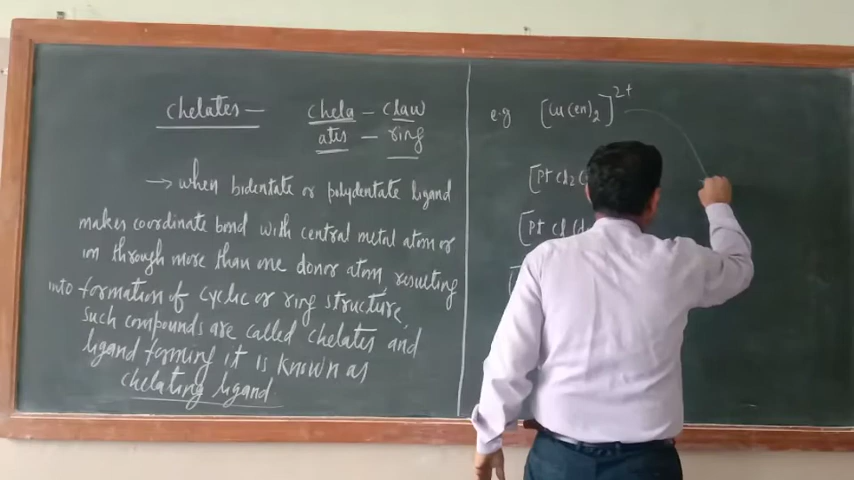 chelates — chela — claw
ates — ring
→ when bidentate or polydentate ligand
makes coordinate bond with central metal atom or
ion through more than one donor atom, resulting
into formation of cyclic or ring structure,
such compounds are called chelates and
ligand forming it is known as
chelating ligand
e.g [Cu(en)2]2+
[Pt cl2(
[Pt cl(d
[